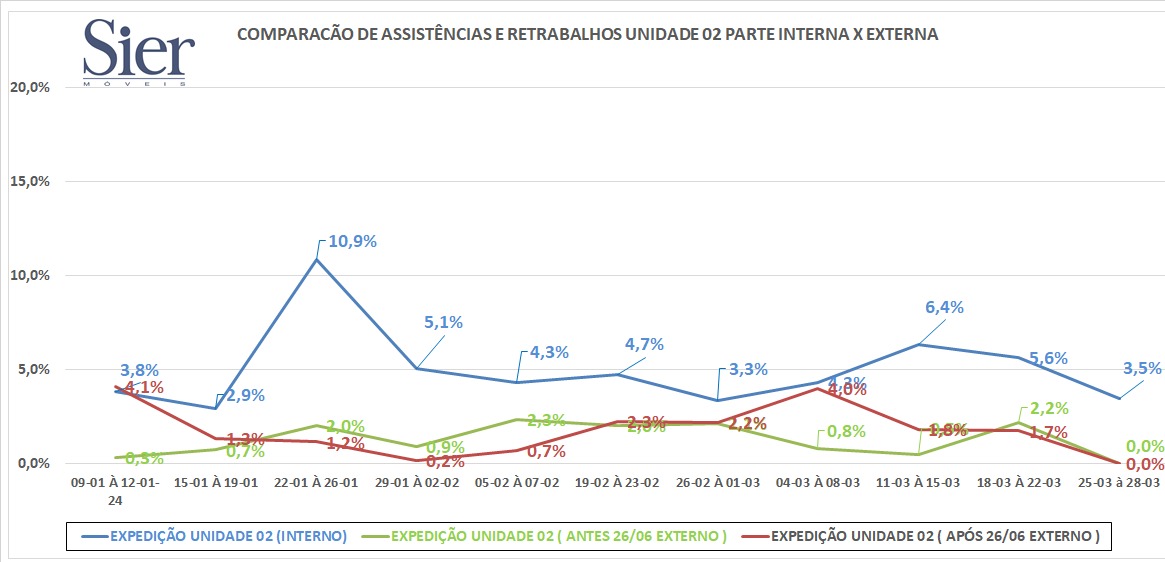 Sier
MOVEIS
COMPARACÃO DE ASSISTÊNCIAS E RETRABALHOS UNIDADE 02 PARTE INTERNA X EXTERNA
20,0%
15,0%
10,0%
5,0%
0,0%
10,9%
6,4%
5,1%
4,3%
4,7%
3,3%
4,3%
5,6%
3,5%
3,8%
2,9%
4,1%
1,3%
1,2%
0,2%
0,7%
2,3%
2,2%
4,0%
1,8%
1,7%
0,0%
0,3%
0,7%
2,0%
0,9%
2,3%
2,0%
0,8%
2,2%
0,0%
09-01 À 12-01-
24
15-01 À 19-01
22-01 À 26-01
29-01 À 02-02
05-02 À 07-02
19-02 À 23-02
26-02 À 01-03
04-03 À 08-03
11-03 À 15-03
18-03 À 22-03
25-03 à 28-03
EXPEDIÇÃO UNIDADE 02 (INTERNO)
EXPEDIÇÃO UNIDADE 02 ( ANTES 26/06 EXTERNO )
EXPEDIÇÃO UNIDADE 02 ( APÓS 26/06 EXTERNO )